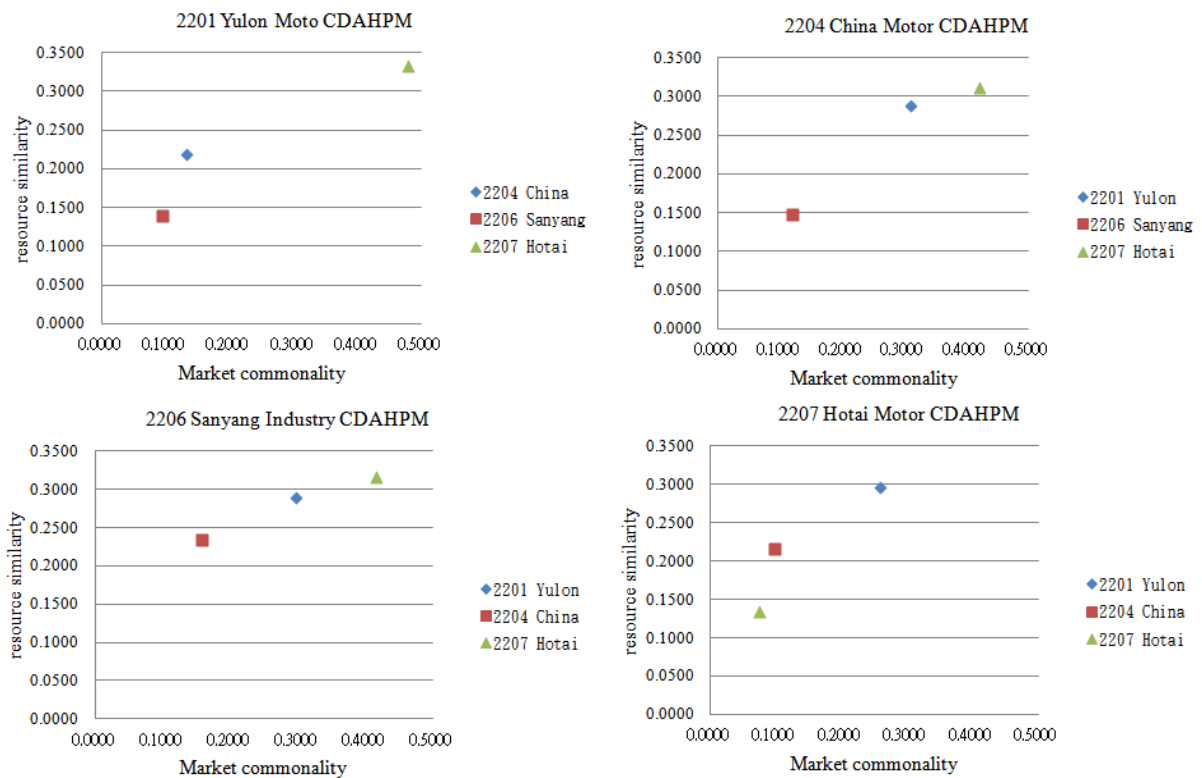 2201 Yulon Moto CDAHPM
0.3500
0.3000
0.2500
0.2000
0.1500
0.1000
0.0500
0.0000
resource similarity
0.0000 0.1000 0.2000 0.3000 0.4000 0.5000
Market commonality
2204 China
2206 Sanyang
2207 Hotai
2204 China Motor CDAHPM
0.3500
0.3000
0.2500
0.2000
0.1500
0.1000
0.0500
0.0000
resource similarity
0.0000 0.1000 0.2000 0.3000 0.4000 0.5000
Market commonality
2201 Yulon
2206 Sanyang
2207 Hotai
2206 Sanyang Industry CDAHPM
0.3500
0.3000
0.2500
0.2000
0.1500
0.1000
0.0500
0.0000
resource similarity
0.0000 0.1000 0.2000 0.3000 0.4000 0.5000
Market commonality
2201 Yulon
2204 China
2207 Hotai
2207 Hotai Motor CDAHPM
0.3500
0.3000
0.2500
0.2000
0.1500
0.1000
0.0500
0.0000
resource similarity
0.0000 0.1000 0.2000 0.3000 0.4000 0.5000
Market commonality
2201 Yulon
2204 China
2207 Hotai